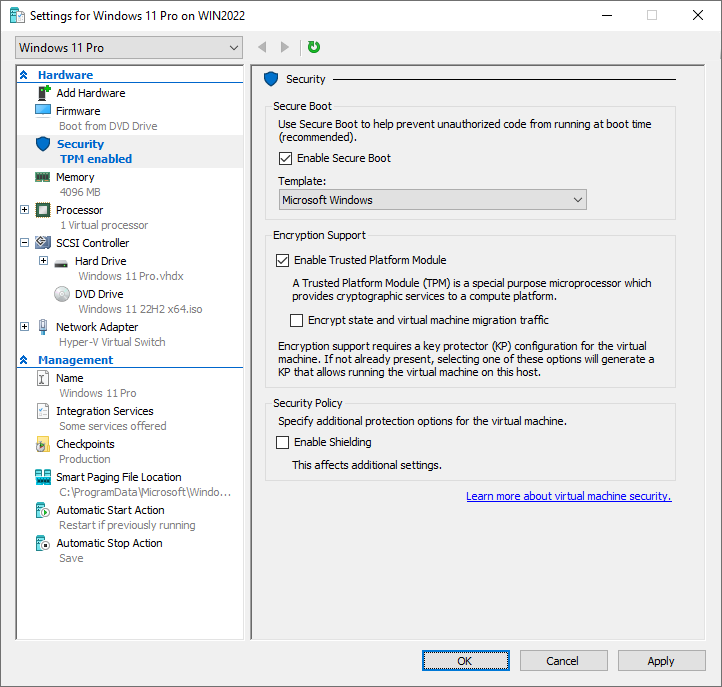 Settings for Windows 11 Pro on WIN2022
Windows 11 Pro
Hardware
Add Hardware
Firmware
Boot from DVD Drive
Security
TPM enabled
Memory
4096 MB
Processor
1 Virtual processor
SCSI Controller
Hard Drive
Windows 11 Pro.vhdx
DVD Drive
Windows 11 22H2 x64.iso
Network Adapter
Hyper-V Virtual Switch
Management
Name
Windows 11 Pro
Integration Services
Some services offered
Checkpoints
Production
Smart Paging File Location
C:\ProgramData\Microsoft\Windo...
Automatic Start Action
Restart if previously running
Automatic Stop Action
Save
Security
Secure Boot
Use Secure Boot to help prevent unauthorized code from running at boot time
(recommended).
Enable Secure Boot
Template:
Microsoft Windows
Encryption Support
Enable Trusted Platform Module
A Trusted Platform Module (TPM) is a special purpose microprocessor which
provides cryptographic services to a compute platform.
Encrypt state and virtual machine migration traffic
Encryption support requires a key protector (KP) configuration for the virtual
machine. If not already present, selecting one of these options will generate a
KP that allows running the virtual machine on this host.
Security Policy
Specify additional protection options for the virtual machine.
Enable Shielding
This affects additional settings.
Learn more about virtual machine security.
OK
Cancel
Apply